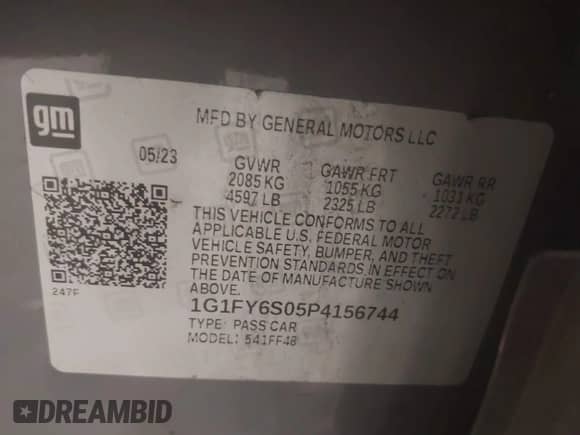 gm
MFD BY GENERAL MOTORS LLC
05/23 GVWR GAWR FRT GAWR RR
2085 KG 1055 KG 1031 KG
4597 LB 2325 LB 2272 LB
THIS VEHICLE CONFORMS TO ALL
APPLICABLE U.S. FEDERAL MOTOR
VEHICLE SAFETY, BUMPER, AND THEFT
PREVENTION STANDARDS IN EFFECT ON
THE DATE OF MANUFACTURE SHOWN
ABOVE.
247F
1G1FY6S05P4156744
TYPE: PASS CAR
MODEL: 541FF48
DREAMBID